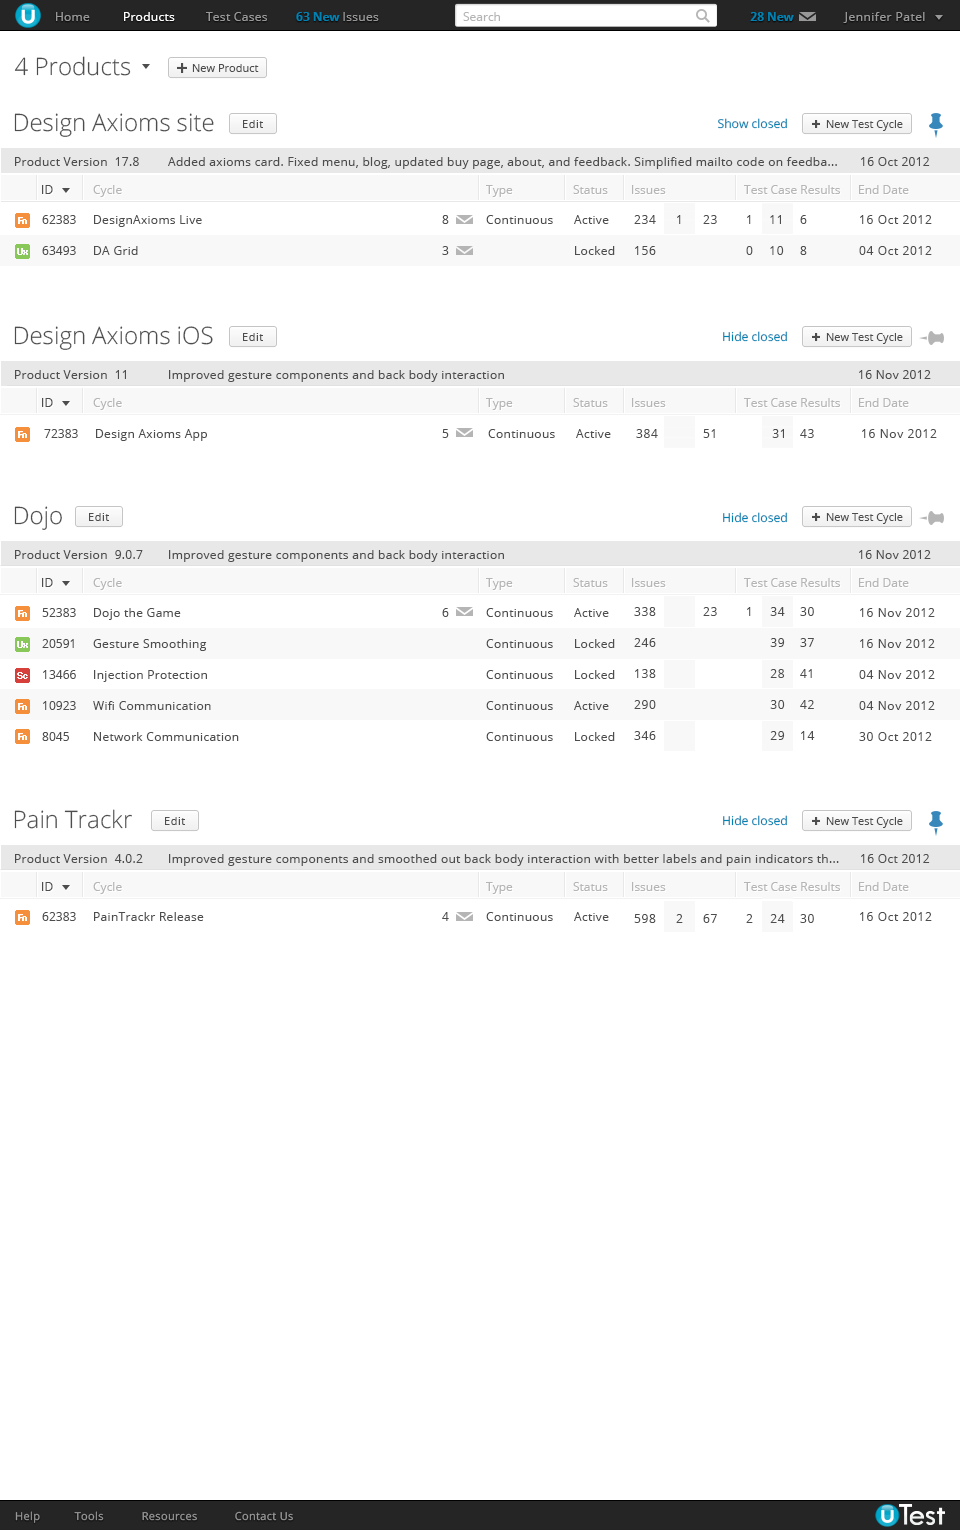 U Home Products Test Cases 63 New Issues Search 28 New Jennifer Patel
4 Products + New Product
Design Axioms site Edit Show closed + New Test Cycle
Product Version 17.8 Added axioms card. Fixed menu, blog, updated buy page, about, and feedback. Simplified mailto code on feedba... 16 Oct 2012
ID Cycle Type Status Issues Test Case Results End Date
Fn 62383 DesignAxioms Live 8 Continuous Active 234 1 23 1 11 6 16 Oct 2012
Ux 63493 DA Grid 3 Locked 156 0 10 8 04 Oct 2012
Design Axioms iOS Edit Hide closed + New Test Cycle
Product Version 11 Improved gesture components and back body interaction 16 Nov 2012
ID Cycle Type Status Issues Test Case Results End Date
Fn 72383 Design Axioms App 5 Continuous Active 384 51 31 43 16 Nov 2012
Dojo Edit Hide closed + New Test Cycle
Product Version 9.0.7 Improved gesture components and back body interaction 16 Nov 2012
ID Cycle Type Status Issues Test Case Results End Date
Fn 52383 Dojo the Game 6 Continuous Active 338 23 1 34 30 16 Nov 2012
Ux 20591 Gesture Smoothing Continuous Locked 246 39 37 16 Nov 2012
Sc 13466 Injection Protection Continuous Locked 138 28 41 04 Nov 2012
Fn 10923 Wifi Communication Continuous Active 290 30 42 04 Nov 2012
Fn 8045 Network Communication Continuous Locked 346 29 14 30 Oct 2012
Pain Trackr Edit Hide closed + New Test Cycle
Product Version 4.0.2 Improved gesture components and smoothed out back body interaction with better labels and pain indicators th... 16 Oct 2012
ID Cycle Type Status Issues Test Case Results End Date
Fn 62383 PainTrackr Release 4 Continuous Active 598 2 67 2 24 30 16 Oct 2012
Help Tools Resources Contact Us uTest